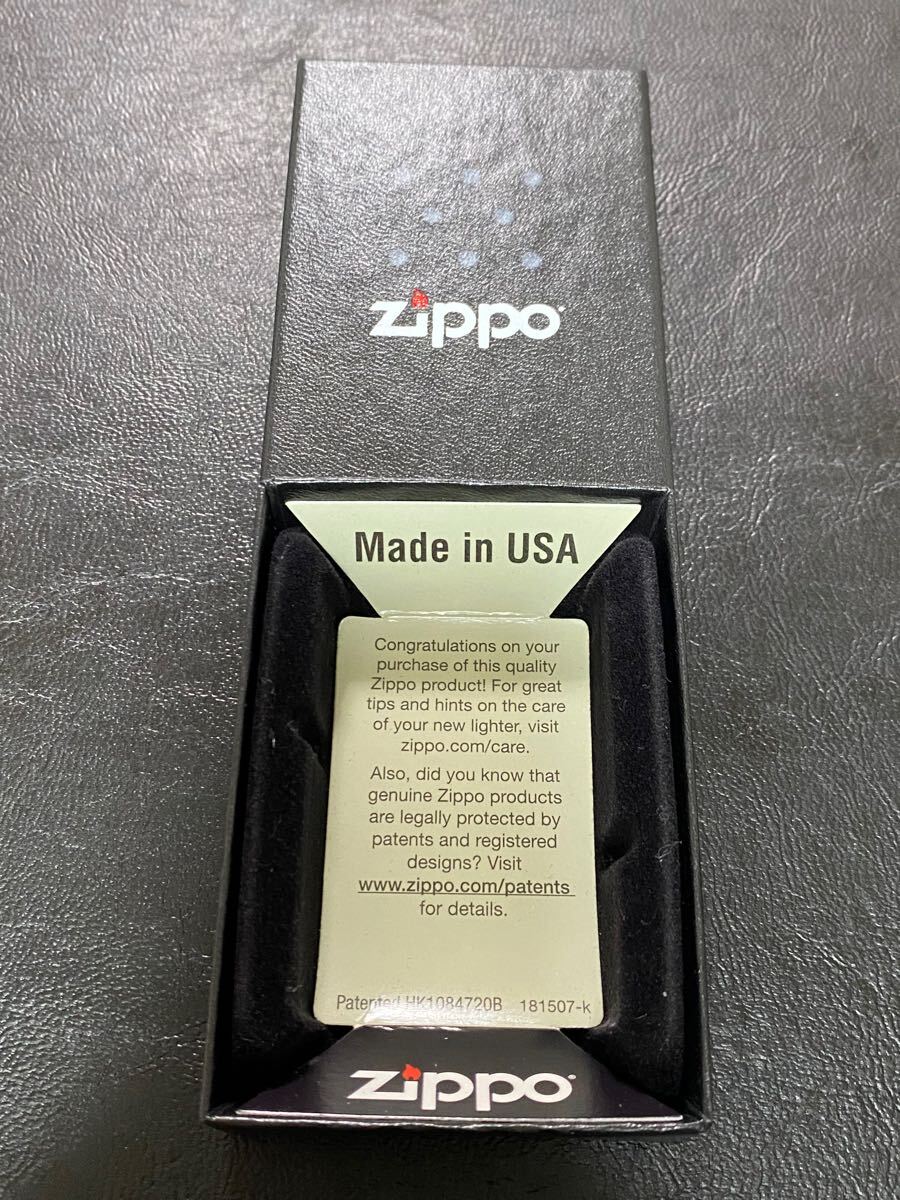 zippo
Made in USA
Congratulations on your
purchase of this quality
Zippo product! For great
tips and hints on the care
of your new lighter, visit
zippo.com/care.
Also, did you know that
genuine Zippo products
are legally protected by
patents and registered
designs? Visit
www.zippo.com/patents
for details.
Patented HK1084720B 181507-k
zippo